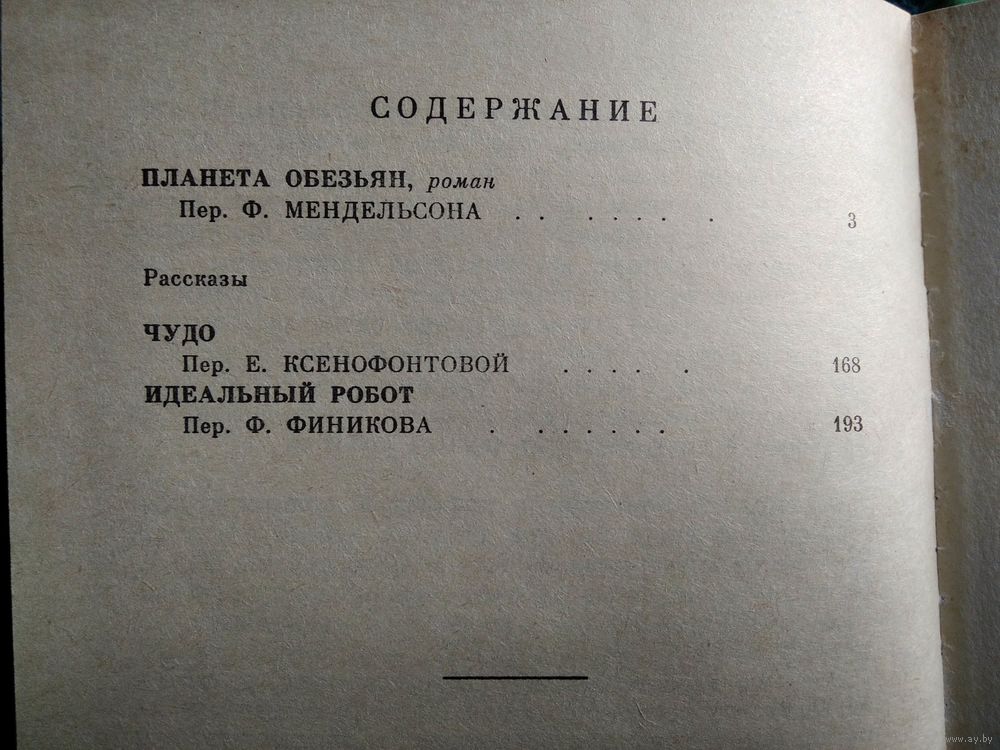 СОДЕРЖАНИЕ
ПЛАНЕТА ОБЕЗЬЯН, роман
Пер. Ф. МЕНДЕЛЬСОНА . . . . . . . . 3
Рассказы
ЧУДО
Пер. Е. КСЕНОФОНТОВОЙ . . . . . . 168
ИДЕАЛЬНЫЙ РОБОТ
Пер. Ф. ФИНИКОВА . . . . . . . 193
www.ay.by